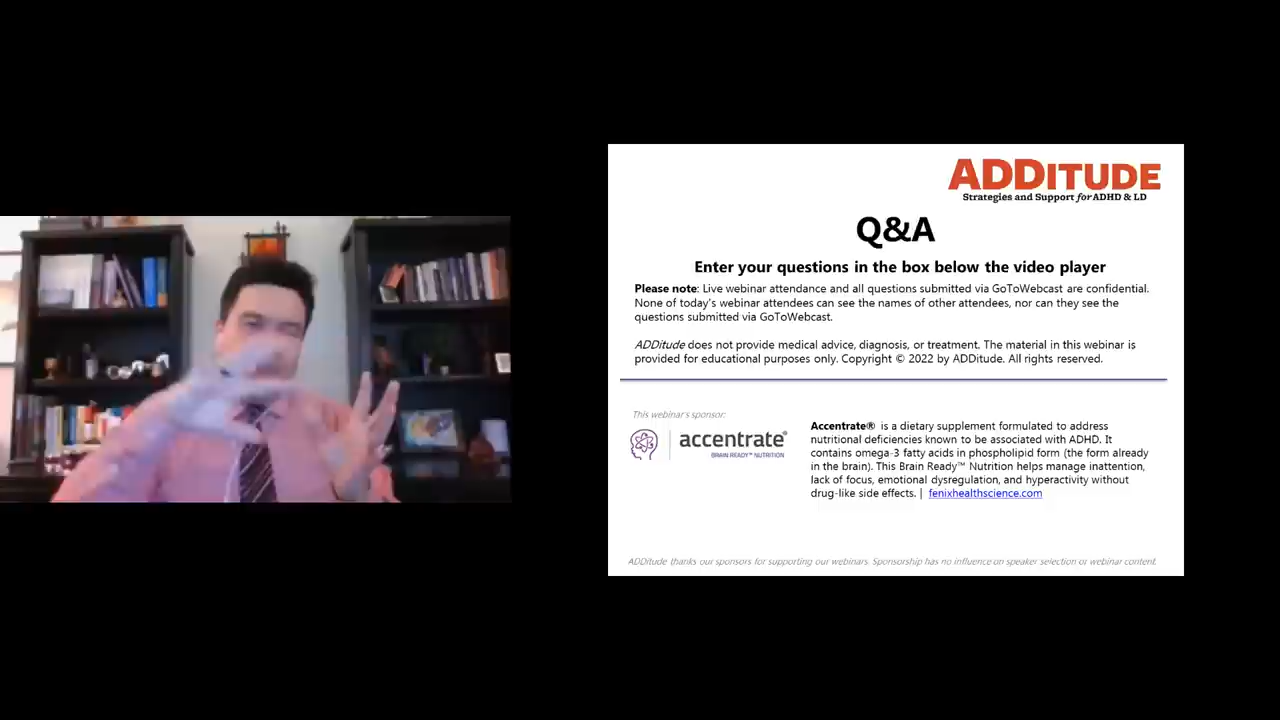 ADDITUDE
Strategies and Support for ADHD & LD
Q&A
Enter your questions in the box below the video player
Please note: Live webinar attendance and all questions submitted via GoToWebcast are confidential.
None of today's webinar attendees can see the names of other attendees, nor can they see the
questions submitted via GoToWebcast.
ADDitude does not provide medical advice, diagnosis, or treatment. The material in this webinar is
provided for educational purposes only. Copyright © 2022 by ADDitude. All rights reserved.
This webinar's sponsor:
accentrate®
BRAIN READY™ NUTRITION
Accentrate® is a dietary supplement formulated to address
nutritional deficiencies known to be associated with ADHD. It
contains omega-3 fatty acids in phospholipid form (the form already
in the brain). This Brain Ready™ Nutrition helps manage inattention,
lack of focus, emotional dysregulation, and hyperactivity without
drug-like side effects. | fenixhealthscience.com
ADDitude thanks our sponsors for supporting our webinars. Sponsorship has no influence on speaker selection or webinar content.